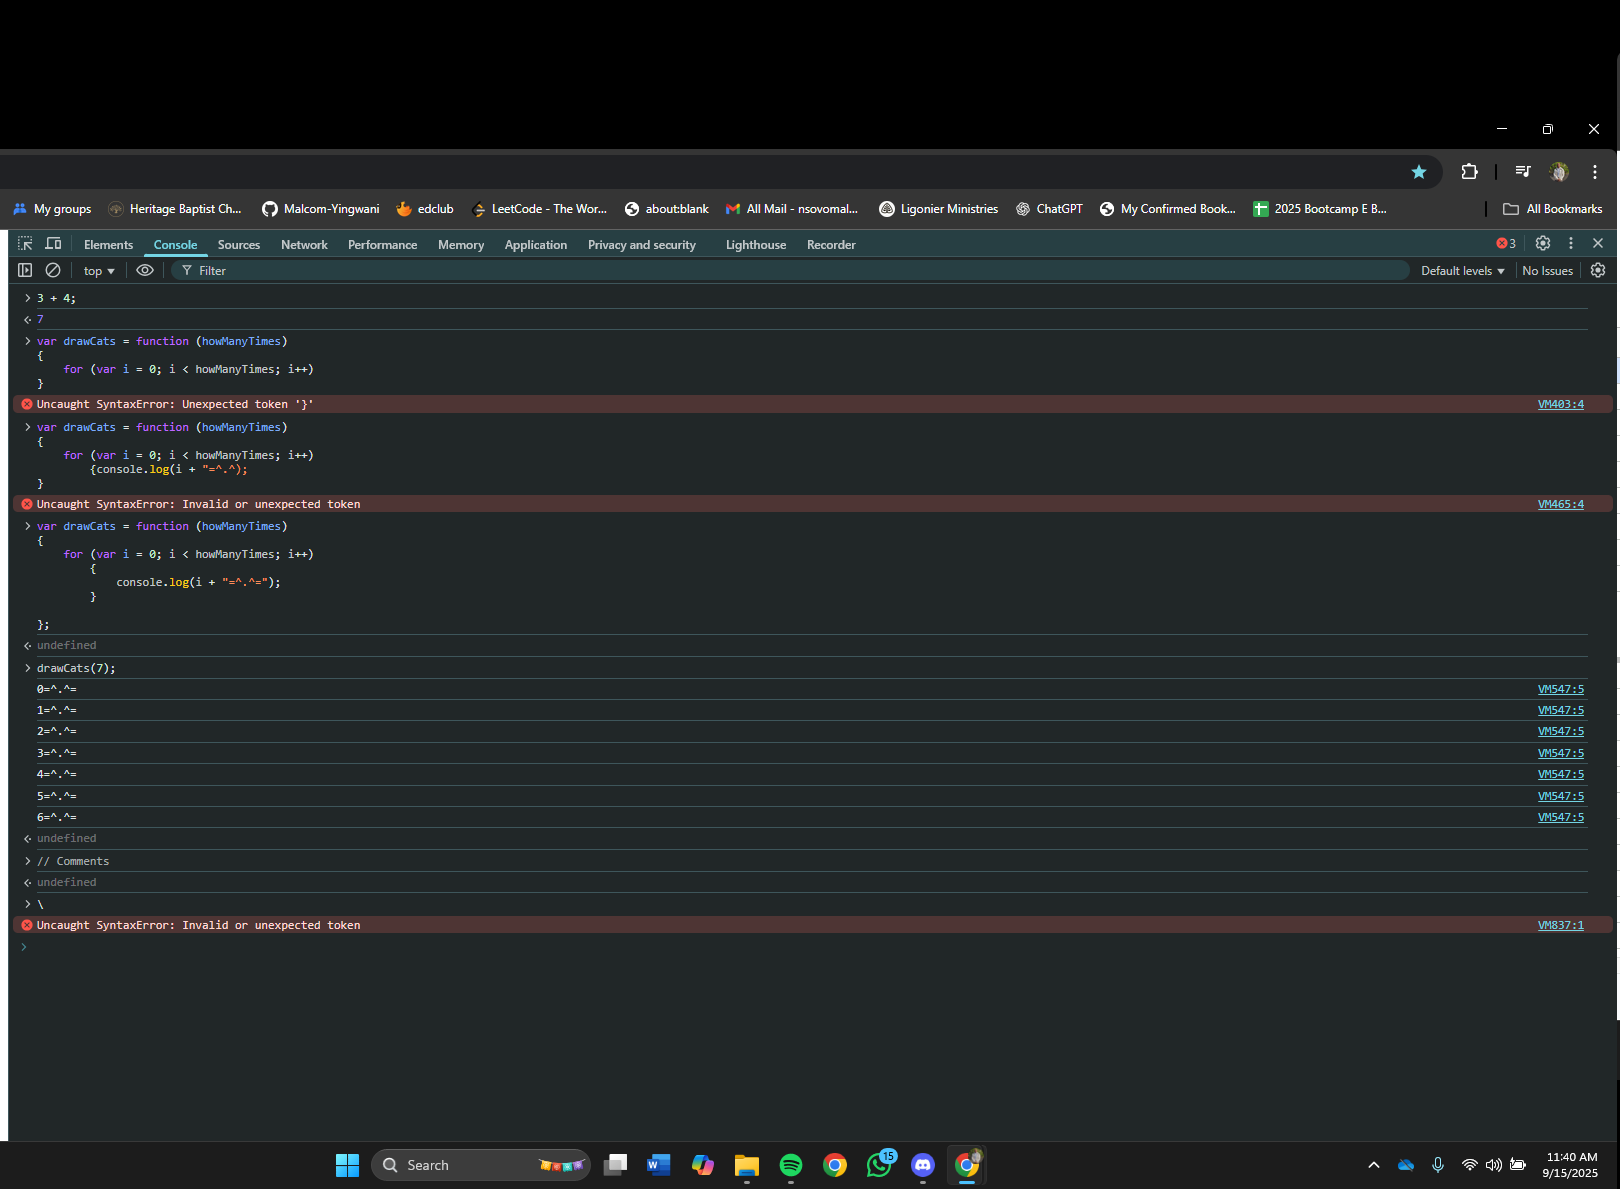 My groups Heritage Baptist Ch... Malcom-Yingwani edclub LeetCode - The Wor... about:blank All Mail - nsovomal... Ligonier Ministries ChatGPT My Confirmed Book... 2025 Bootcamp E B... All Bookmarks
Elements Console Sources Network Performance Memory Application Privacy and security Lighthouse Recorder 3
top Filter Default levels No Issues
> 3 + 4;
7
> var drawCats = function (howManyTimes)
{
for (var i = 0; i < howManyTimes; i++)
}
Uncaught SyntaxError: Unexpected token '}' VM403:4
> var drawCats = function (howManyTimes)
{
for (var i = 0; i < howManyTimes; i++)
{console.log(i + "=^.^);
}
Uncaught SyntaxError: Invalid or unexpected token VM465:4
> var drawCats = function (howManyTimes)
{
for (var i = 0; i < howManyTimes; i++)
{
console.log(i + "=^.^=");
}
};
undefined
> drawCats(7);
0=^.^= VM547:5
1=^.^= VM547:5
2=^.^= VM547:5
3=^.^= VM547:5
4=^.^= VM547:5
5=^.^= VM547:5
6=^.^= VM547:5
undefined
> // Comments
undefined
> \
Uncaught SyntaxError: Invalid or unexpected token VM837:1
>
Search 15 11:40 AM
9/15/2025